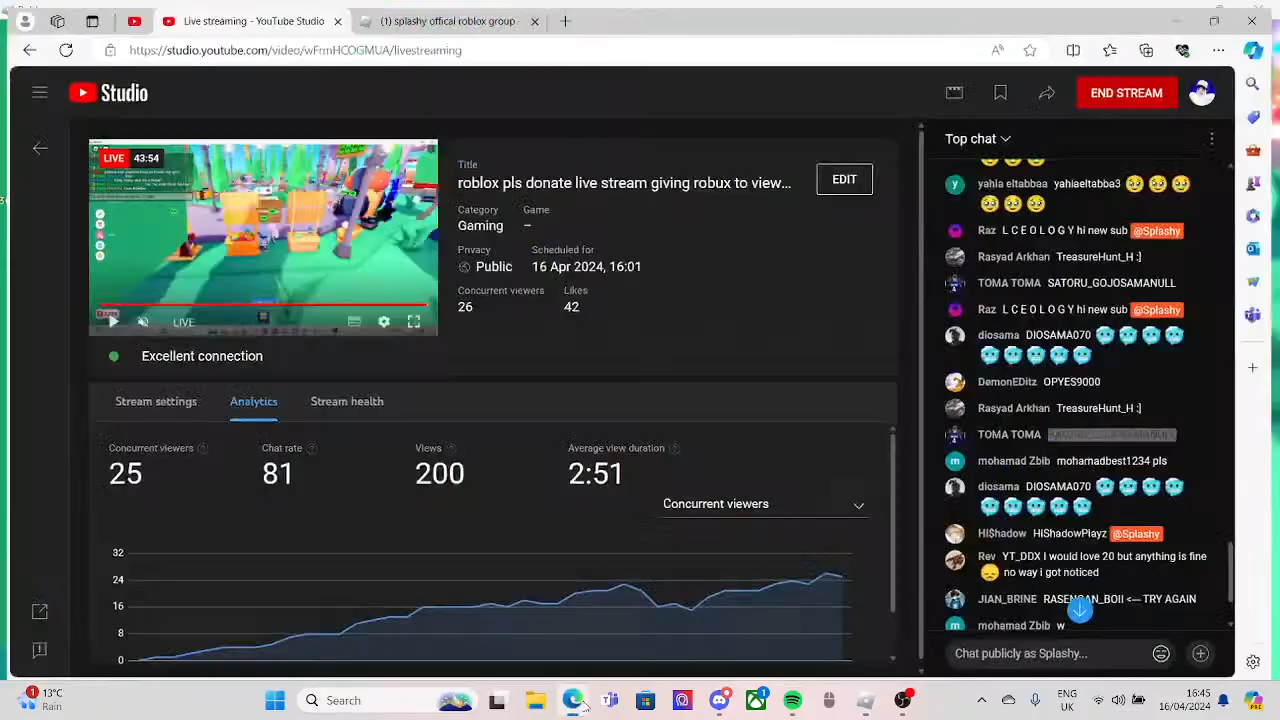 Live streaming - YouTube Studio
(1) splashy offical roblox group
https://studio.youtube.com/video/wFrmHCOGMUA/livestreaming
Studio
END STREAM
LIVE 43:54
LIVE
Title
roblox pls donate live stream giving robux to view...
EDIT
Category
Game
Gaming
–
Privacy
Scheduled for
Public
16 Apr 2024, 16:01
Concurrent viewers
Likes
26
42
Excellent connection
Stream settings
Analytics
Stream health
Concurrent viewers
Chat rate
Views
Average view duration
25
81
200
2:51
Concurrent viewers
32
24
16
8
0
Top chat
yahyaeltabbaa yahiaeltabba3 🥺 🥺 🥺
🥺 🥺 🥺
Raz L C E O L O G Y hi new sub @Splashy
Rasyad Arkhan TreasureHunt_H :]
TOMA TOMA SATORU_GOJOSAMANULL
Raz L C E O L O G Y hi new sub @Splashy
diosama DIOSAMA070 🥶 🥶 🥶 🥶
🥶 🥶 🥶 🥶 🥶
DemonEDitz OPYES9000
Rasyad Arkhan TreasureHunt_H :]
TOMA TOMA
mohamad Zbib mohamadbest1234 pls
diosama DIOSAMA070 🥶 🥶 🥶 🥶
🥶 🥶 🥶 🥶 🥶
HI$hadow HIShadowPlayz @Splashy
Rev YT_DDX I would love 20 but anything is fine
😞 no way i got noticed
JIAN_BRINE RASENGAN_BOII <— TRY AGAIN
mohamad Zbib w
Chat publicly as Splashy...
1
13°C
Rain
Search
1
ENG
UK
16:45
16/04/2024